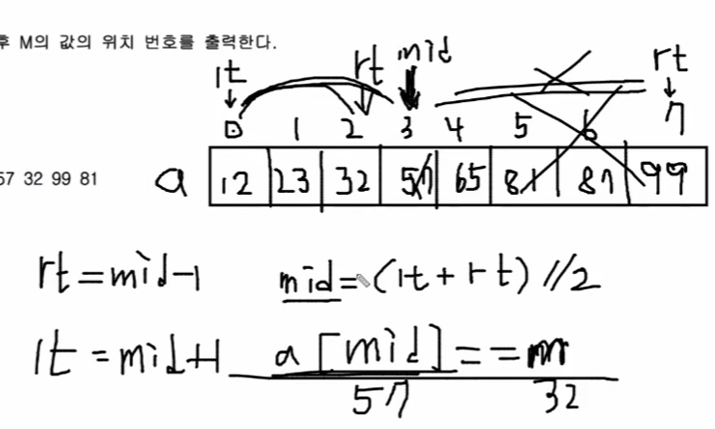 후 M의 값의 위치 번호를 출력한다.
lt rt mid rt
0 1 2 3 4 5 6 7
57 32 99 81
a 12 23 32 57 65 81 87 99
rt=mid-1 mid=(lt+rt)//2
lt=mid+1 a[mid]==m
57 32